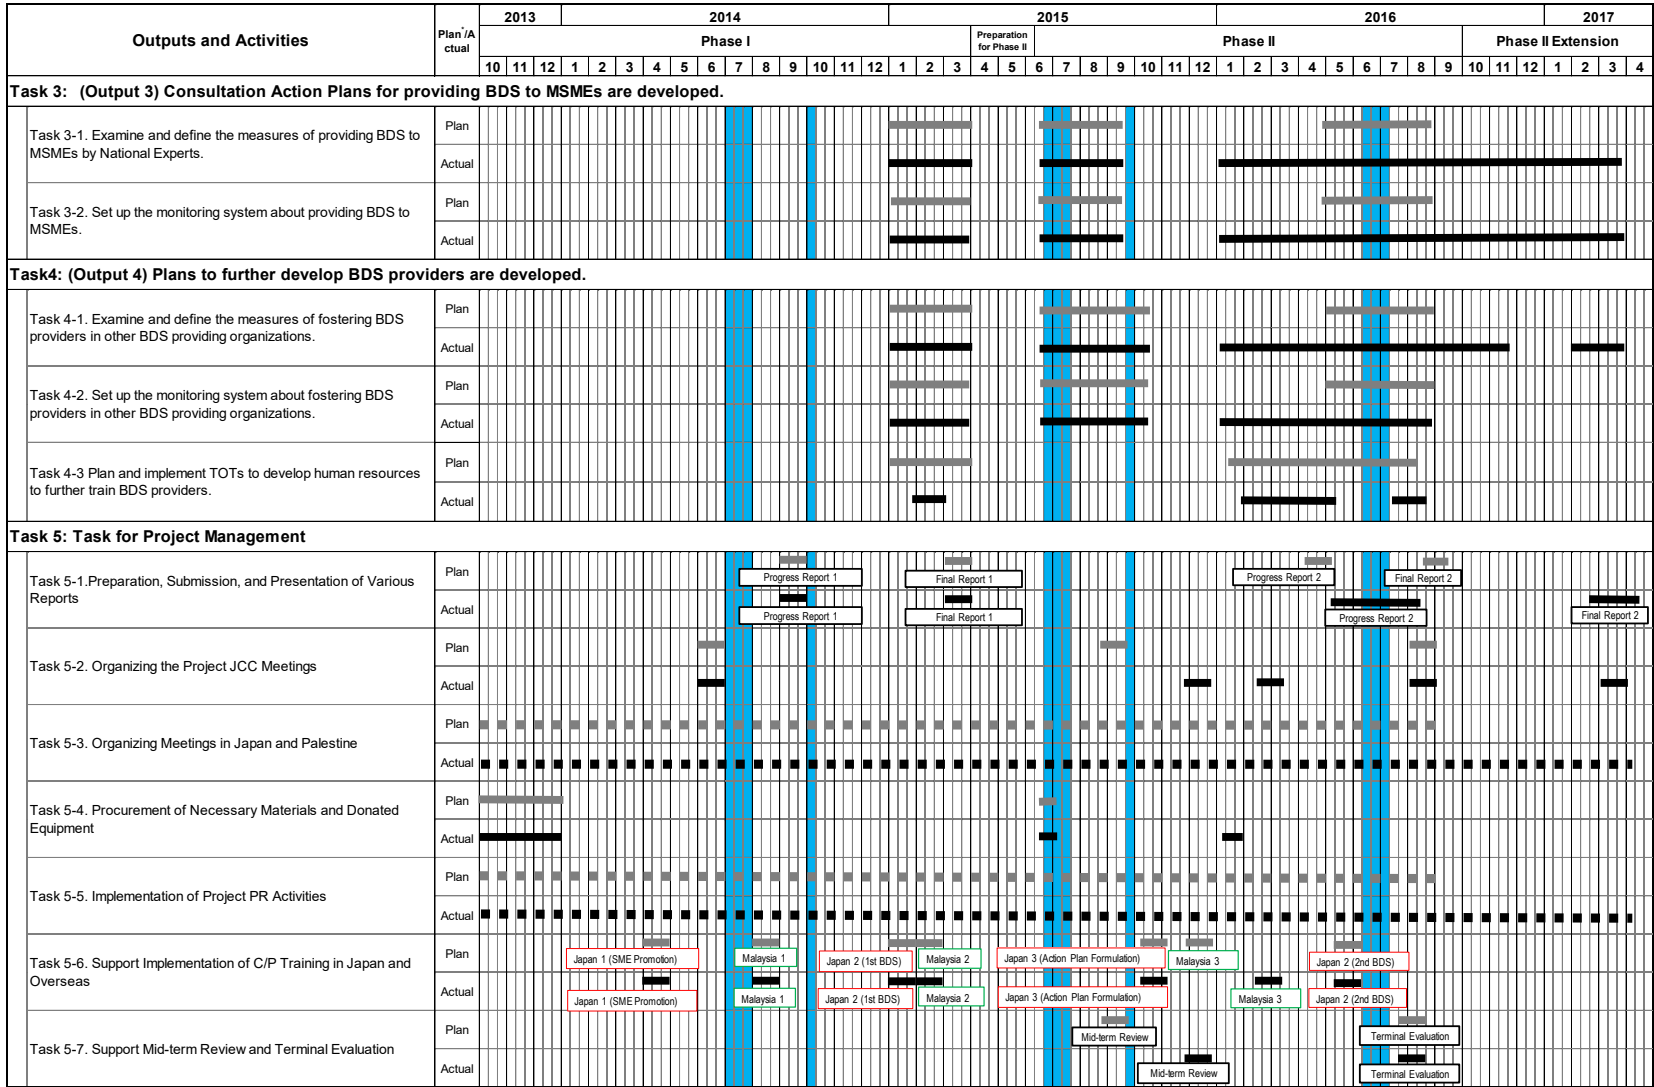 Outputs and Activities
Plan*/A
ctual
2013 2014 2015 2016 2017
Phase I
Preparation
for Phase II
Phase II
Phase II Extension
10 11 12 1 2 3 4 5 6 7 8 9 10 11 12 1 2 3 4 5 6 7 8 9 10 11 12 1 2 3 4 5 6 7 8 9 10 11 12 1 2 3 4
Task 3: (Output 3) Consultation Action Plans for providing BDS to MSMEs are developed.
Task 3-1. Examine and define the measures of providing BDS to
MSMEs by National Experts.
Plan
Actual
Task 3-2. Set up the monitoring system about providing BDS to
MSMEs.
Plan
Actual
Task4: (Output 4) Plans to further develop BDS providers are developed.
Task 4-1. Examine and define the measures of fostering BDS
providers in other BDS providing organizations.
Plan
Actual
Task 4-2. Set up the monitoring system about fostering BDS
providers in other BDS providing organizations.
Plan
Actual
Task 4-3 Plan and implement TOTs to develop human resources
to further train BDS providers.
Plan
Actual
Task 5: Task for Project Management
Task 5-1.Preparation, Submission, and Presentation of Various
Reports
Plan
Progress Report 1 Final Report 1 Progress Report 2 Final Report 2
Actual
Progress Report 1 Final Report 1 Progress Report 2 Final Report 2
Task 5-2. Organizing the Project JCC Meetings
Plan
Actual
Task 5-3. Organizing Meetings in Japan and Palestine
Plan
Actual
Task 5-4. Procurement of Necessary Materials and Donated
Equipment
Plan
Actual
Task 5-5. Implementation of Project PR Activities
Plan
Actual
Task 5-6. Support Implementation of C/P Training in Japan and
Overseas
Plan
Japan 1 (SME Promotion) Malaysia 1 Japan 2 (1st BDS) Malaysia 2 Japan 3 (Action Plan Formulation) Malaysia 3 Japan 2 (2nd BDS)
Actual
Japan 1 (SME Promotion) Malaysia 1 Japan 2 (1st BDS) Malaysia 2 Japan 3 (Action Plan Formulation) Malaysia 3 Japan 2 (2nd BDS)
Task 5-7. Support Mid-term Review and Terminal Evaluation
Plan
Mid-term Review Terminal Evaluation
Actual
Mid-term Review Terminal Evaluation